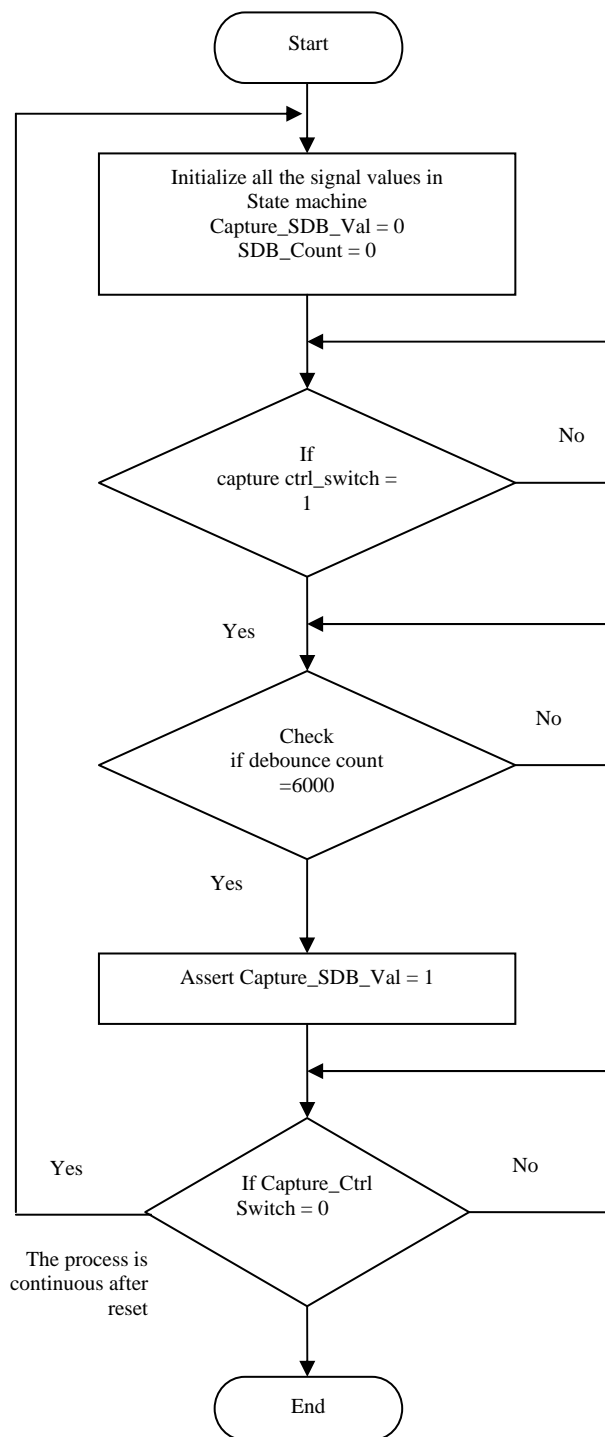 Start
Initialize all the signal values in
State machine
Capture_SDB_Val = 0
SDB_Count = 0
If
capture ctrl_switch =
1
No
Yes
Check
if debounce count
=6000
No
Yes
Assert Capture_SDB_Val = 1
If Capture_Ctrl
Switch = 0
Yes
No
The process is
continuous after
reset
End